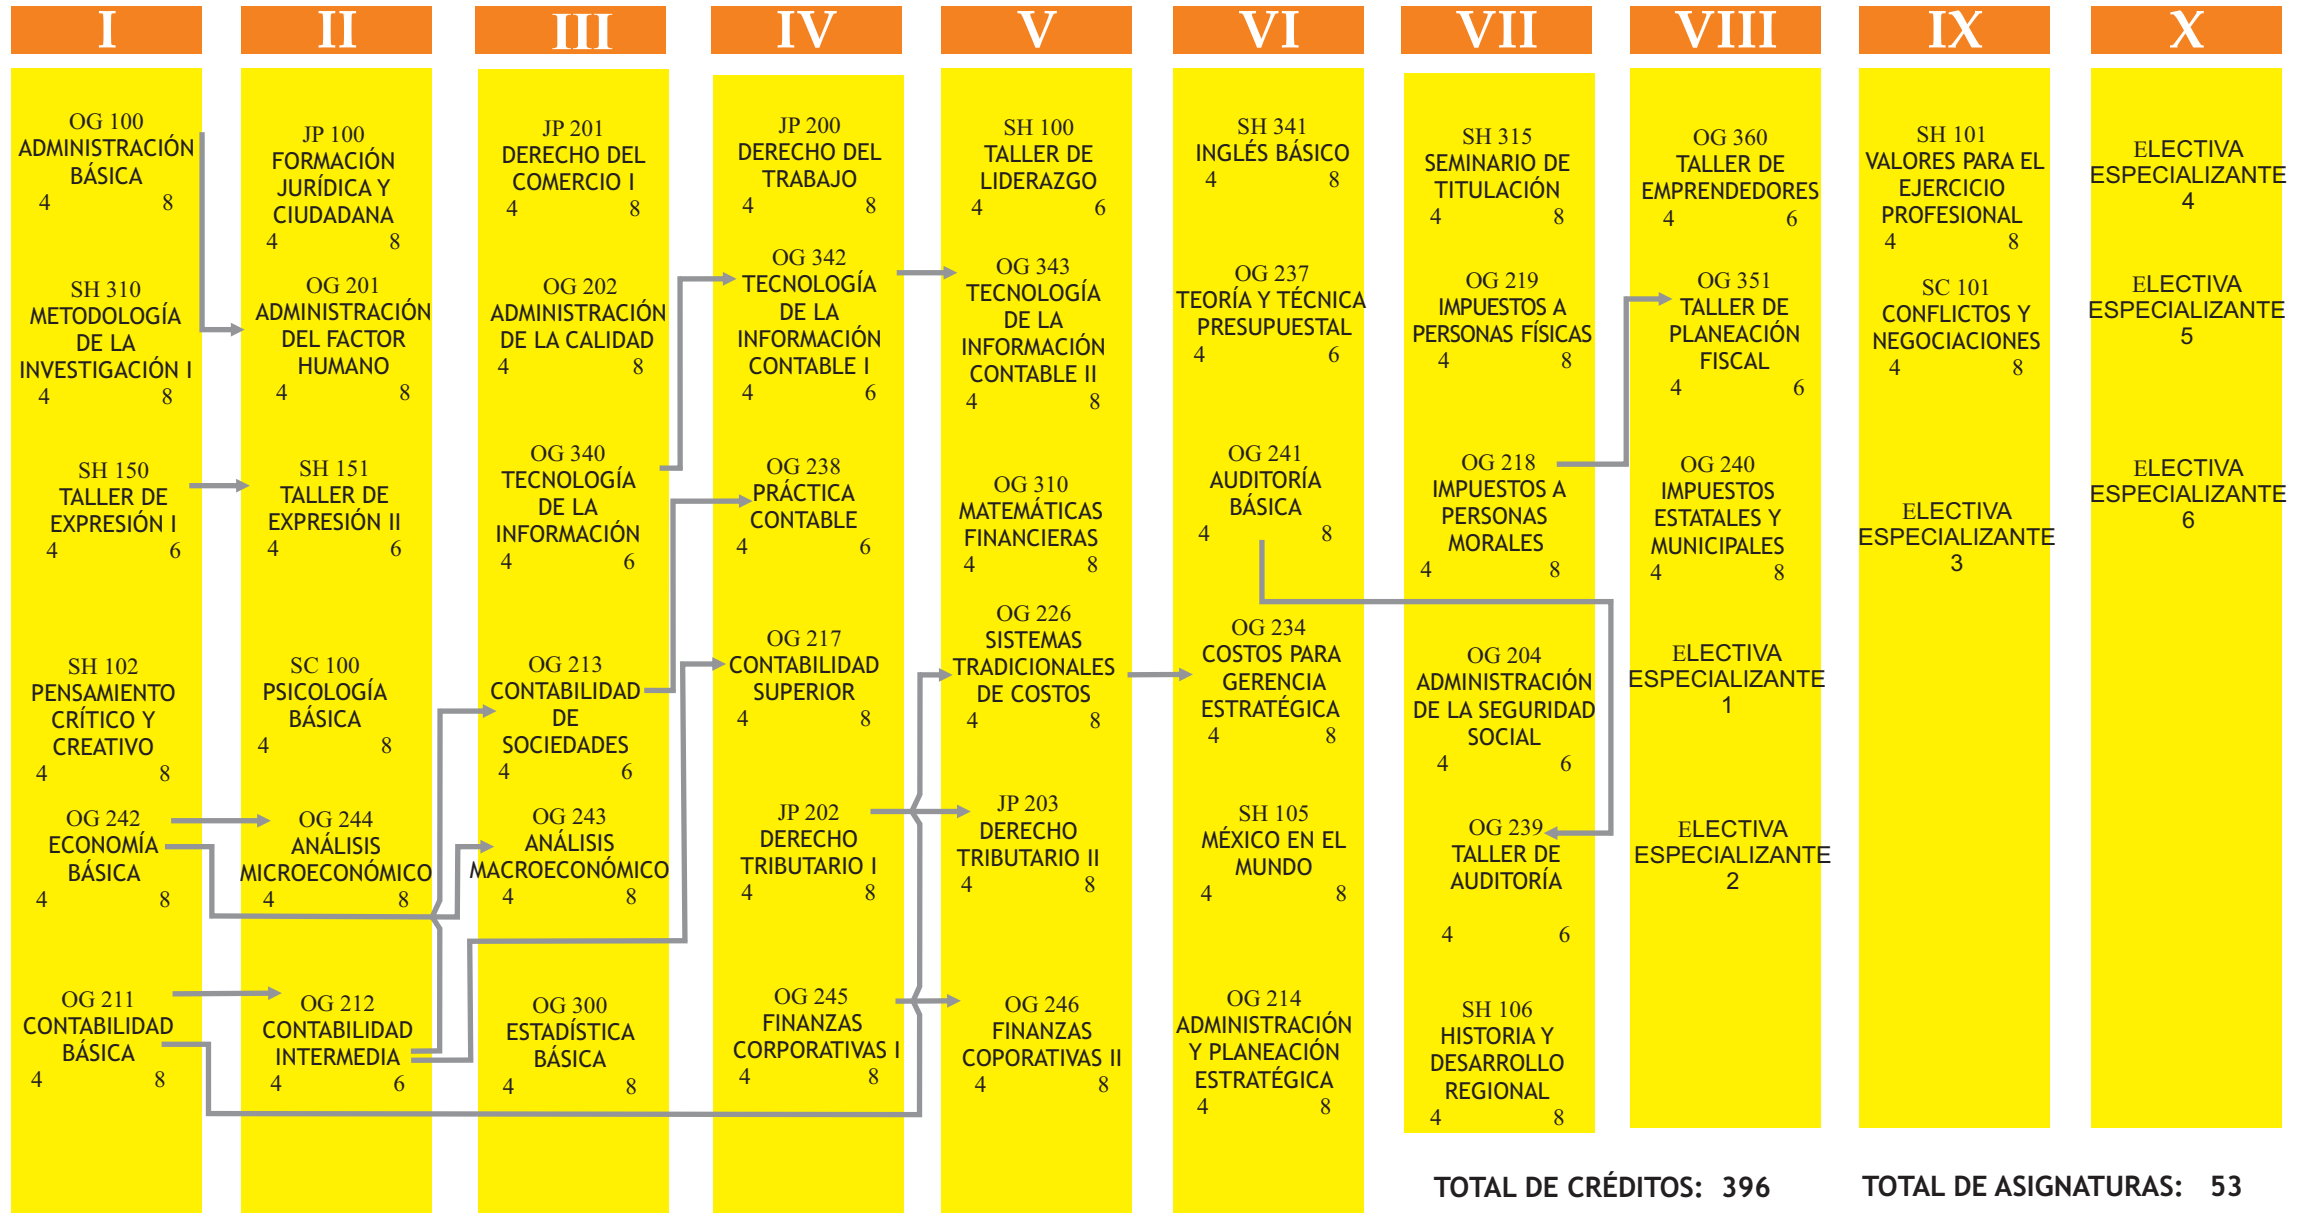 I
II
III
IV
V
VI
VII
VIII
IX
X
OG 100
ADMINISTRACIÓN
BÁSICA
4 8
SH 310
METODOLOGÍA
DE LA
INVESTIGACIÓN I
4 8
SH 150
TALLER DE
EXPRESIÓN I
4 6
SH 102
PENSAMIENTO
CRÍTICO Y
CREATIVO
4 8
OG 242
ECONOMÍA
BÁSICA
4 8
OG 211
CONTABILIDAD
BÁSICA
4 8
JP 100
FORMACIÓN
JURÍDICA Y
CIUDADANA
4 8
OG 201
ADMINISTRACIÓN
DEL FACTOR
HUMANO
4 8
SH 151
TALLER DE
EXPRESIÓN II
4 6
SC 100
PSICOLOGÍA
BÁSICA
4 8
OG 244
ANÁLISIS
MICROECONÓMICO
4 8
OG 212
CONTABILIDAD
INTERMEDIA
4 6
JP 201
DERECHO DEL
COMERCIO I
4 8
OG 202
ADMINISTRACIÓN
DE LA CALIDAD
4 8
OG 340
TECNOLOGÍA
DE LA
INFORMACIÓN
4 6
OG 213
CONTABILIDAD
DE
SOCIEDADES
4 6
OG 243
ANÁLISIS
MACROECONÓMICO
4 8
OG 300
ESTADÍSTICA
BÁSICA
4 8
JP 200
DERECHO DEL
TRABAJO
4 8
OG 342
TECNOLOGÍA
DE LA
INFORMACIÓN
CONTABLE I
4 6
OG 238
PRÁCTICA
CONTABLE
4 6
OG 217
CONTABILIDAD
SUPERIOR
4 8
JP 202
DERECHO
TRIBUTARIO I
4 8
OG 245
FINANZAS
CORPORATIVAS I
4 8
SH 100
TALLER DE
LIDERAZGO
4 6
OG 343
TECNOLOGÍA
DE LA
INFORMACIÓN
CONTABLE II
4 8
OG 310
MATEMÁTICAS
FINANCIERAS
4 8
OG 226
SISTEMAS
TRADICIONALES
DE COSTOS
4 8
JP 203
DERECHO
TRIBUTARIO II
4 8
OG 246
FINANZAS
COPORATIVAS II
4 8
SH 341
INGLÉS BÁSICO
4 8
OG 237
TEORÍA Y TÉCNICA
PRESUPUESTAL
4 6
OG 241
AUDITORÍA
BÁSICA
4 8
OG 234
COSTOS PARA
GERENCIA
ESTRATÉGICA
4 8
SH 105
MÉXICO EN EL
MUNDO
4 8
OG 214
ADMINISTRACIÓN
Y PLANEACIÓN
ESTRATÉGICA
4 8
SH 315
SEMINARIO DE
TITULACIÓN
4 8
OG 219
IMPUESTOS A
PERSONAS FÍSICAS
4 8
OG 218
IMPUESTOS A
PERSONAS
MORALES
4 8
OG 204
ADMINISTRACIÓN
DE LA SEGURIDAD
SOCIAL
4 6
OG 239
TALLER DE
AUDITORÍA
4 6
SH 106
HISTORIA Y
DESARROLLO
REGIONAL
4 8
OG 360
TALLER DE
EMPRENDEDORES
4 6
OG 351
TALLER DE
PLANEACIÓN
FISCAL
4 6
OG 240
IMPUESTOS
ESTATALES Y
MUNICIPALES
4 8
ELECTIVA
ESPECIALIZANTE
1
ELECTIVA
ESPECIALIZANTE
2
SH 101
VALORES PARA EL
EJERCICIO
PROFESIONAL
4 8
SC 101
CONFLICTOS Y
NEGOCIACIONES
4 8
ELECTIVA
ESPECIALIZANTE
3
ELECTIVA
ESPECIALIZANTE
4
ELECTIVA
ESPECIALIZANTE
5
ELECTIVA
ESPECIALIZANTE
6
TOTAL DE CRÉDITOS: 396 TOTAL DE ASIGNATURAS: 53